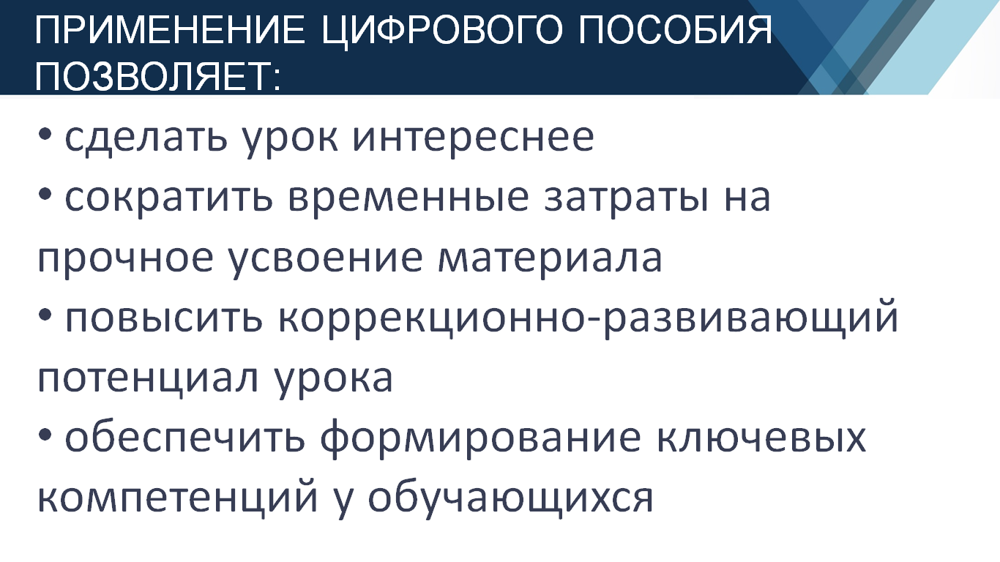 ПРИМЕНЕНИЕ ЦИФРОВОГО ПОСОБИЯ
ПОЗВОЛЯЕТ:
• сделать урок интереснее
• сократить временные затраты на
прочное усвоение материала
• повысить коррекционно-развивающий
потенциал урока
• обеспечить формирование ключевых
компетенций у обучающихся